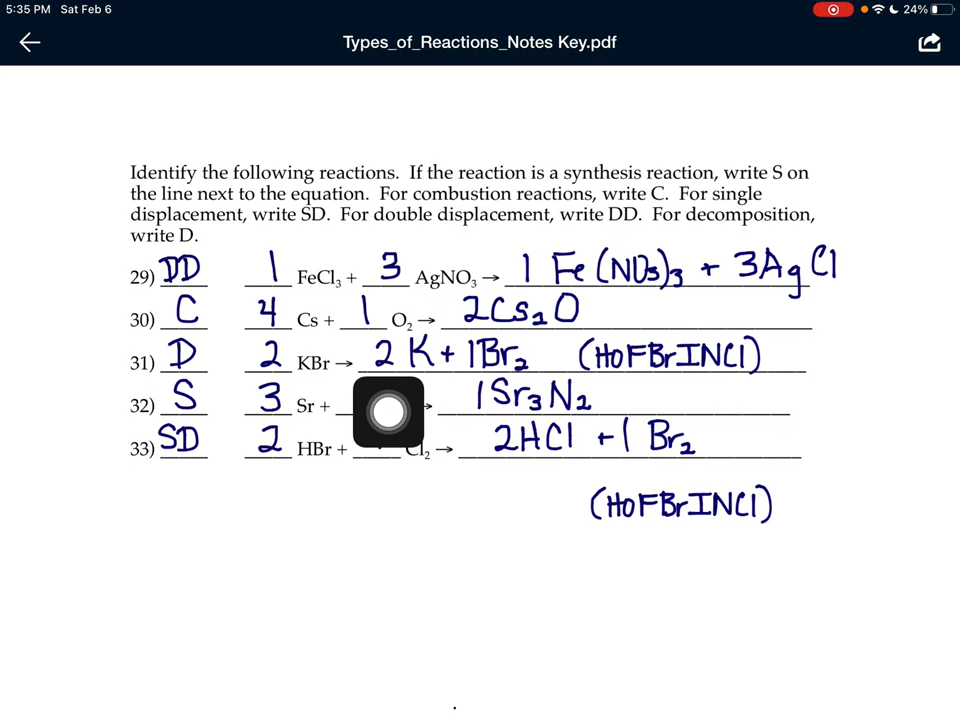 5:35 PM Sat Feb 6 24%
Types_of_Reactions_Notes Key.pdf
Identify the following reactions. If the reaction is a synthesis reaction, write S on
the line next to the equation. For combustion reactions, write C. For single
displacement, write SD. For double displacement, write DD. For decomposition,
write D.
29) DD 1 FeCl₃ + 3 AgNO₃ → 1 Fe(NO₃)₃ + 3AgCl
30) C 4 Cs + 1 O₂ → 2Cs₂O
31) D 2 KBr → 2 K + 1Br₂ (HOFBrINCl)
32) S 3 Sr + → 1Sr₃N₂
33) SD 2 HBr + Cl₂ → 2HCl + 1 Br₂
(HOFBrINCl)